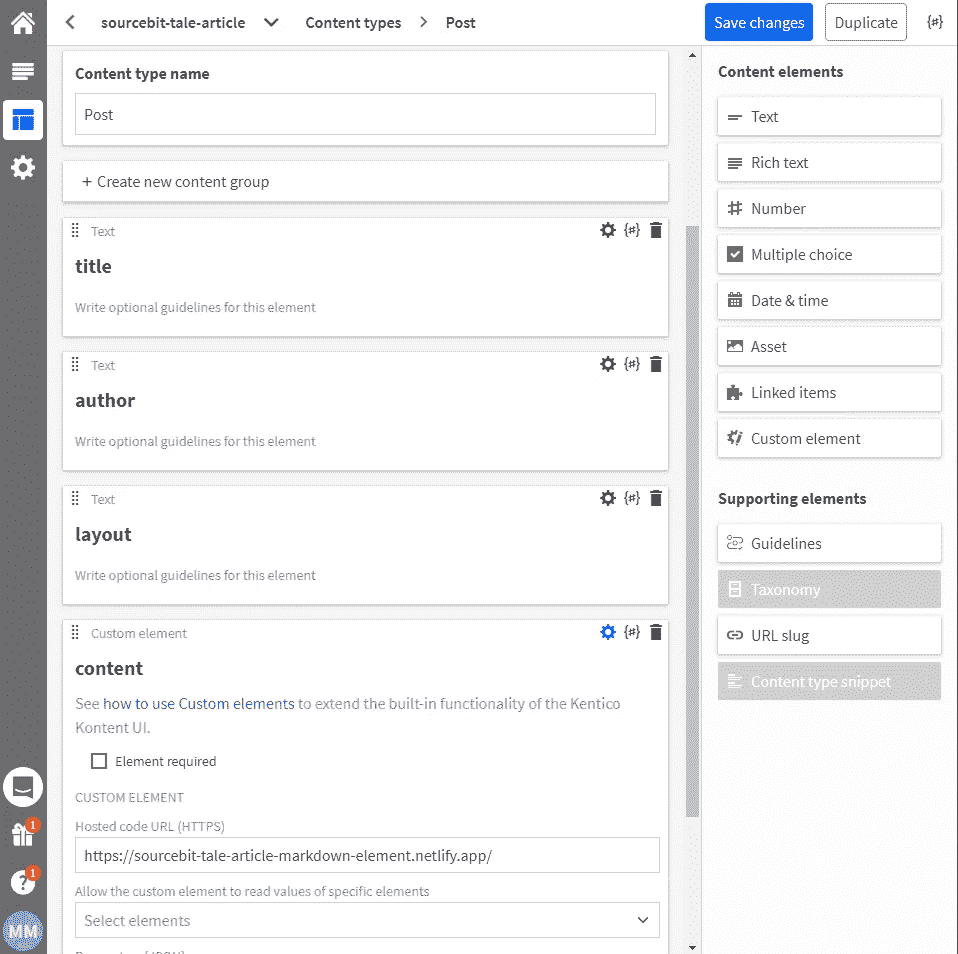 sourcebit-tale-article
Content types
Post
Save changes
Duplicate
{#}
Content type name
Post
+ Create new content group
Text
{#}
title
Write optional guidelines for this element
Text
{#}
author
Write optional guidelines for this element
Text
{#}
layout
Write optional guidelines for this element
Custom element
{#}
content
See how to use Custom elements to extend the built-in functionality of the Kentico
Kontent UI.
Element required
CUSTOM ELEMENT
Hosted code URL (HTTPS)
https://sourcebit-tale-article-markdown-element.netlify.app/
Allow the custom element to read values of specific elements
Select elements
Content elements
Text
Rich text
Number
Multiple choice
Date & time
Asset
Linked items
Custom element
Supporting elements
Guidelines
Taxonomy
URL slug
Content type snippet
1
?
1
MM